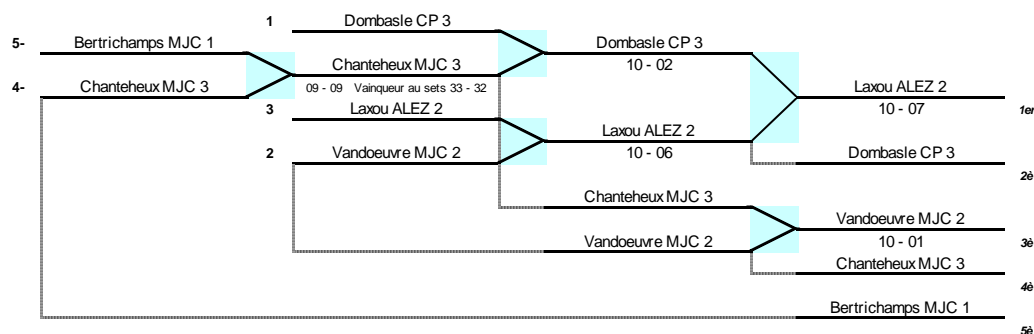 1 Dombasle CP 3
5- Bertrichamps MJC 1 Dombasle CP 3
Chanteheux MJC 3 10 - 02
4- Chanteheux MJC 3 09 - 09 Vainqueur au sets 33 - 32 Laxou ALEZ 2
3 Laxou ALEZ 2 10 - 07 1er
Laxou ALEZ 2
2 Vandoeuvre MJC 2 10 - 06 Dombasle CP 3
2è
Chanteheux MJC 3
Vandoeuvre MJC 2
Vandoeuvre MJC 2 10 - 01 3è
Chanteheux MJC 3
4è
Bertrichamps MJC 1
5è